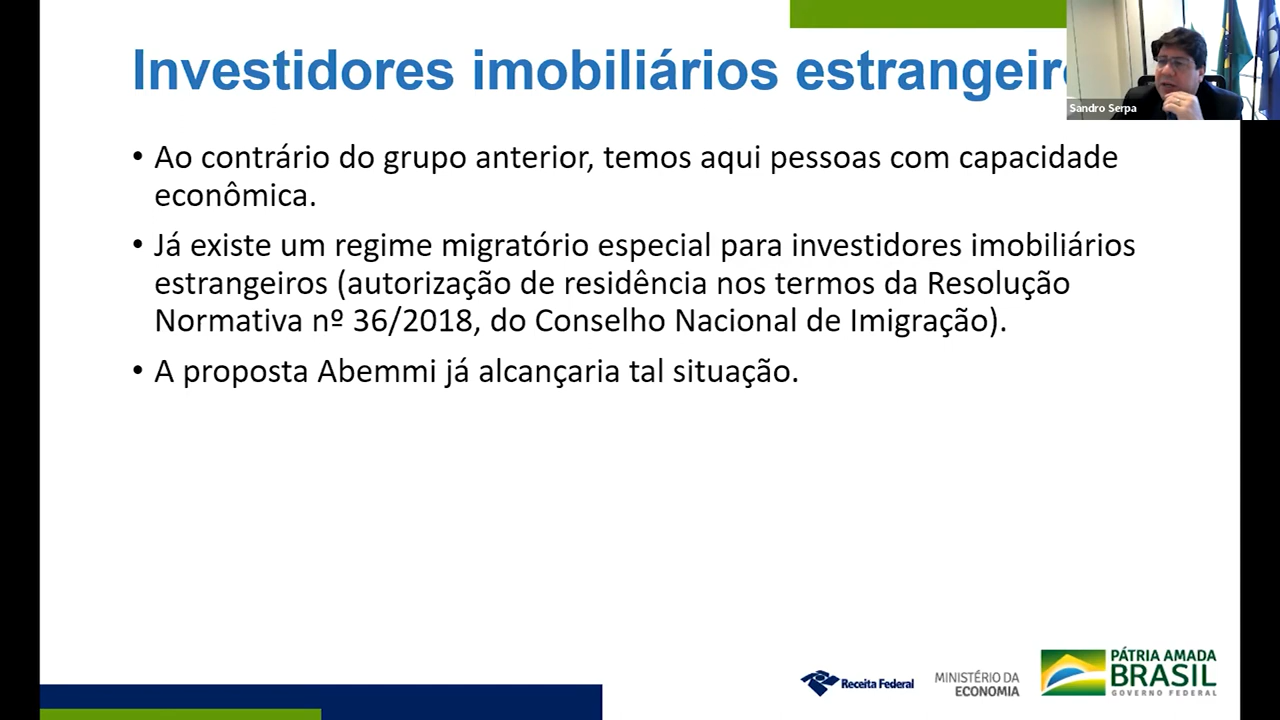 Investidores imobiliários estrangeir
Sandro Serpa
• Ao contrário do grupo anterior, temos aqui pessoas com capacidade
econômica.
• Já existe um regime migratório especial para investidores imobiliários
estrangeiros (autorização de residência nos termos da Resolução
Normativa nº 36/2018, do Conselho Nacional de Imigração).
• A proposta Abemmi já alcançaria tal situação.
Receita Federal
MINISTÉRIO DA
ECONOMIA
PÁTRIA AMADA
BRASIL
GOVERNO FEDERAL